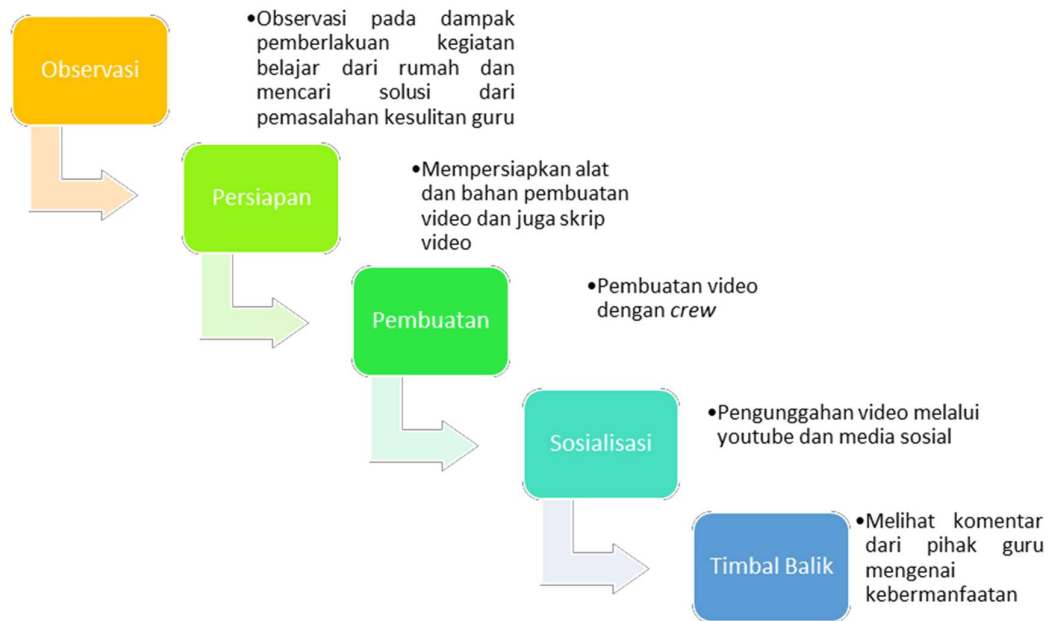 Observasi
•Observasi pada dampak
pemberlakuan kegiatan
belajar dari rumah dan
mencari solusi dari
pemasalahan kesulitan guru
Persiapan
•Mempersiapkan alat
dan bahan pembuatan
video dan juga skrip
video
Pembuatan
•Pembuatan video
dengan crew
Sosialisasi
•Pengunggahan video melalui
youtube dan media sosial
Timbal Balik
•Melihat komentar
dari pihak guru
mengenai
kebermanfaatan